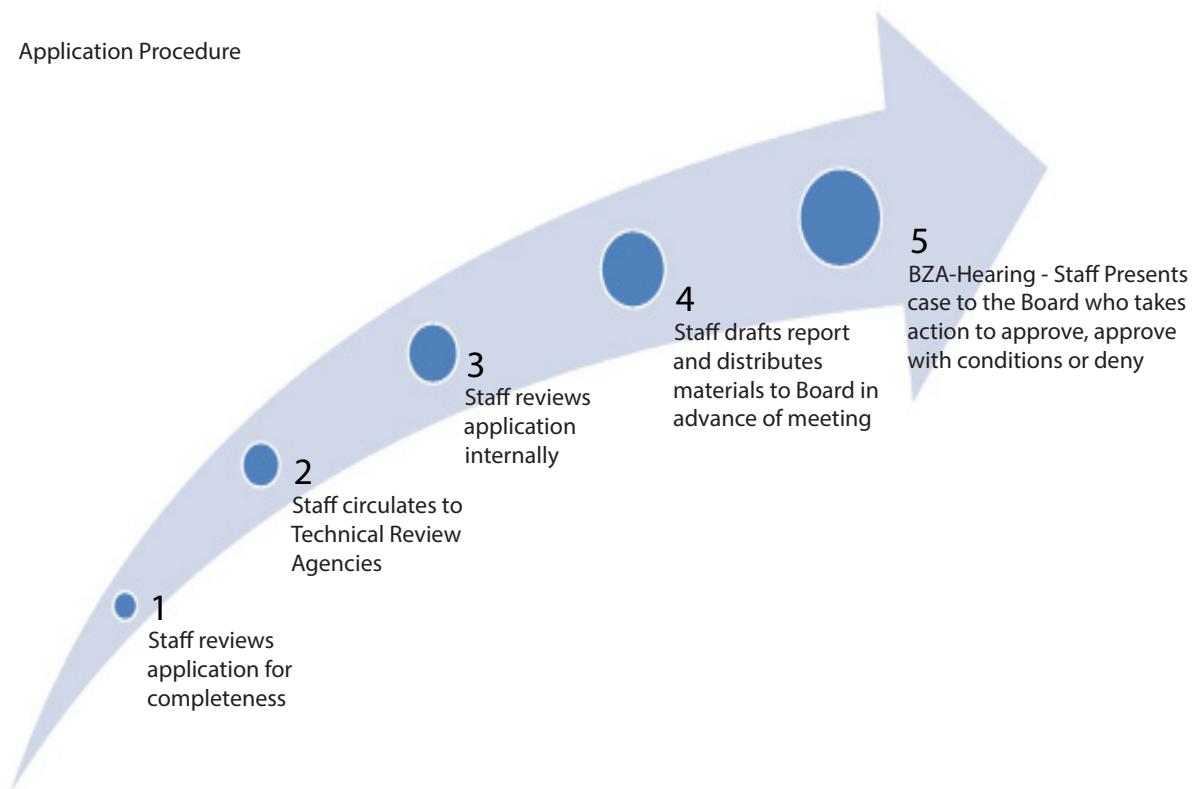 Application Procedure
1
Staff reviews
application for
completeness
2
Staff circulates to
Technical Review
Agencies
3
Staff reviews
application
internally
4
Staff drafts report
and distributes
materials to Board in
advance of meeting
5
BZA-Hearing - Staff Presents
case to the Board who takes
action to approve, approve
with conditions or deny